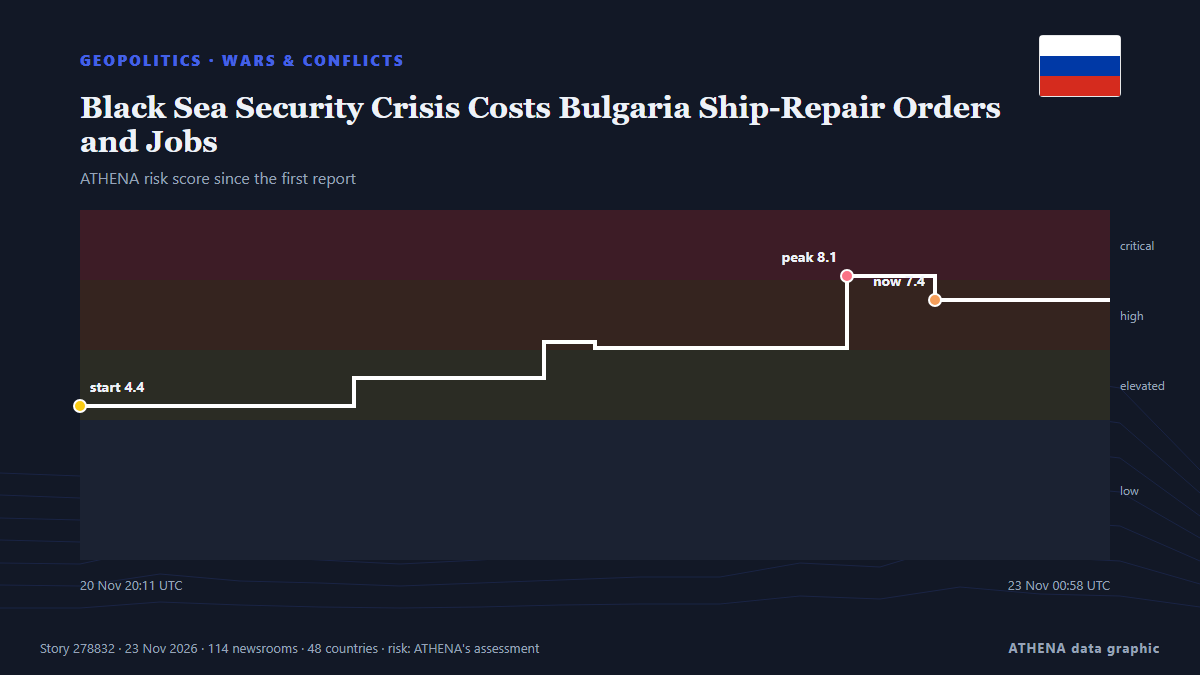 GEOPOLITICS · WARS & CONFLICTS
Black Sea Security Crisis Costs Bulgaria Ship-Repair Orders
and Jobs
ATHENA risk score since the first report
critical
peak 8.1
now 7.4
high
start 4.4
elevated
low
20 Nov 20:11 UTC
23 Nov 00:58 UTC
Story 278832 · 23 Nov 2026 · 114 newsrooms · 48 countries · risk: ATHENA's assessment
ATHENA data graphic